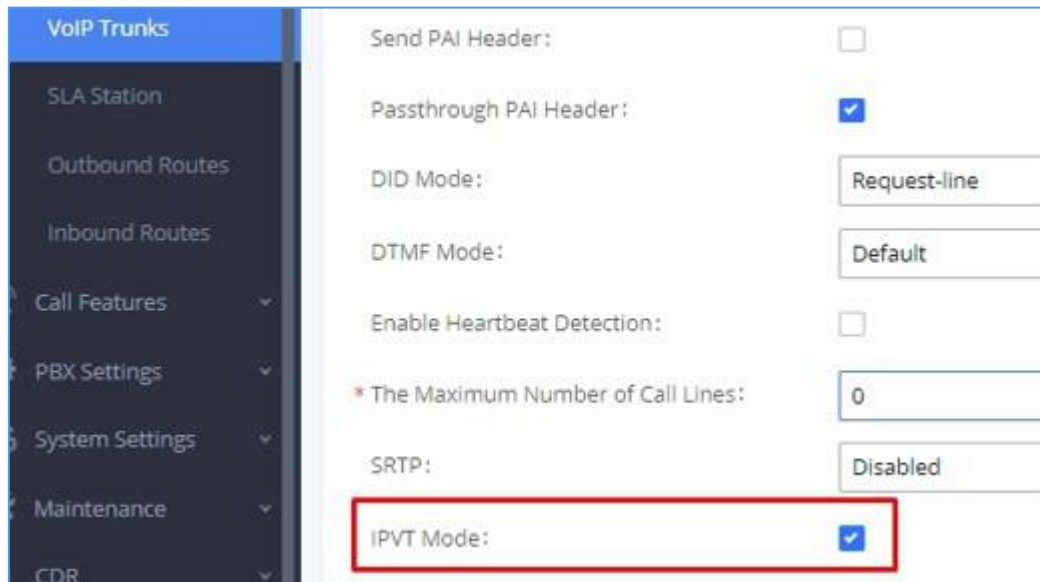 VoIP Trunks
SLA Station
Outbound Routes
Inbound Routes
Call Features
PBX Settings
System Settings
Maintenance
CDR
Send PAI Header:
Passthrough PAI Header:
DID Mode:
Request-line
DTMF Mode:
Default
Enable Heartbeat Detection:
* The Maximum Number of Call Lines:
0
SRTP:
Disabled
IPVT Mode: